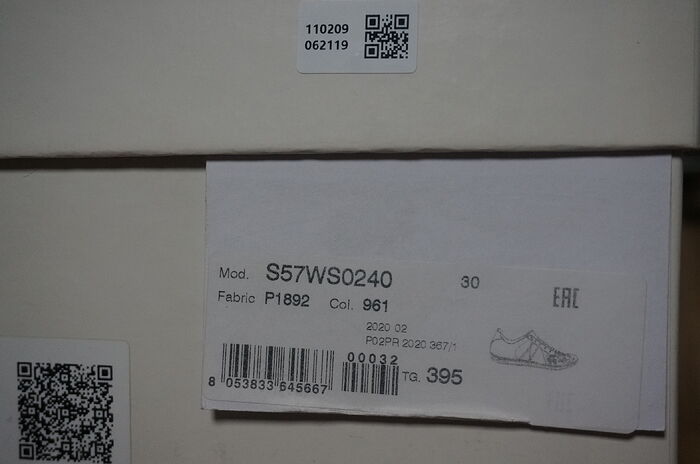 110209
062119
Mod. S57WS0240 30
Fabric P1892 Col. 961
EAC
2020 02
P02PR 2020 367/1
00032
8 053833 645667
TG. 395